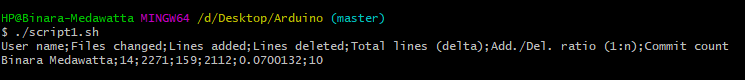 HP@Binara-Medawatta MINGW64 /d/Desktop/Arduino (master)
$ ./script1.sh
User name;Files changed;Lines added;Lines deleted;Total lines (delta);Add./Del. ratio (1:n);Commit count
Binara Medawatta;14;2271;159;2112;0.0700132;10